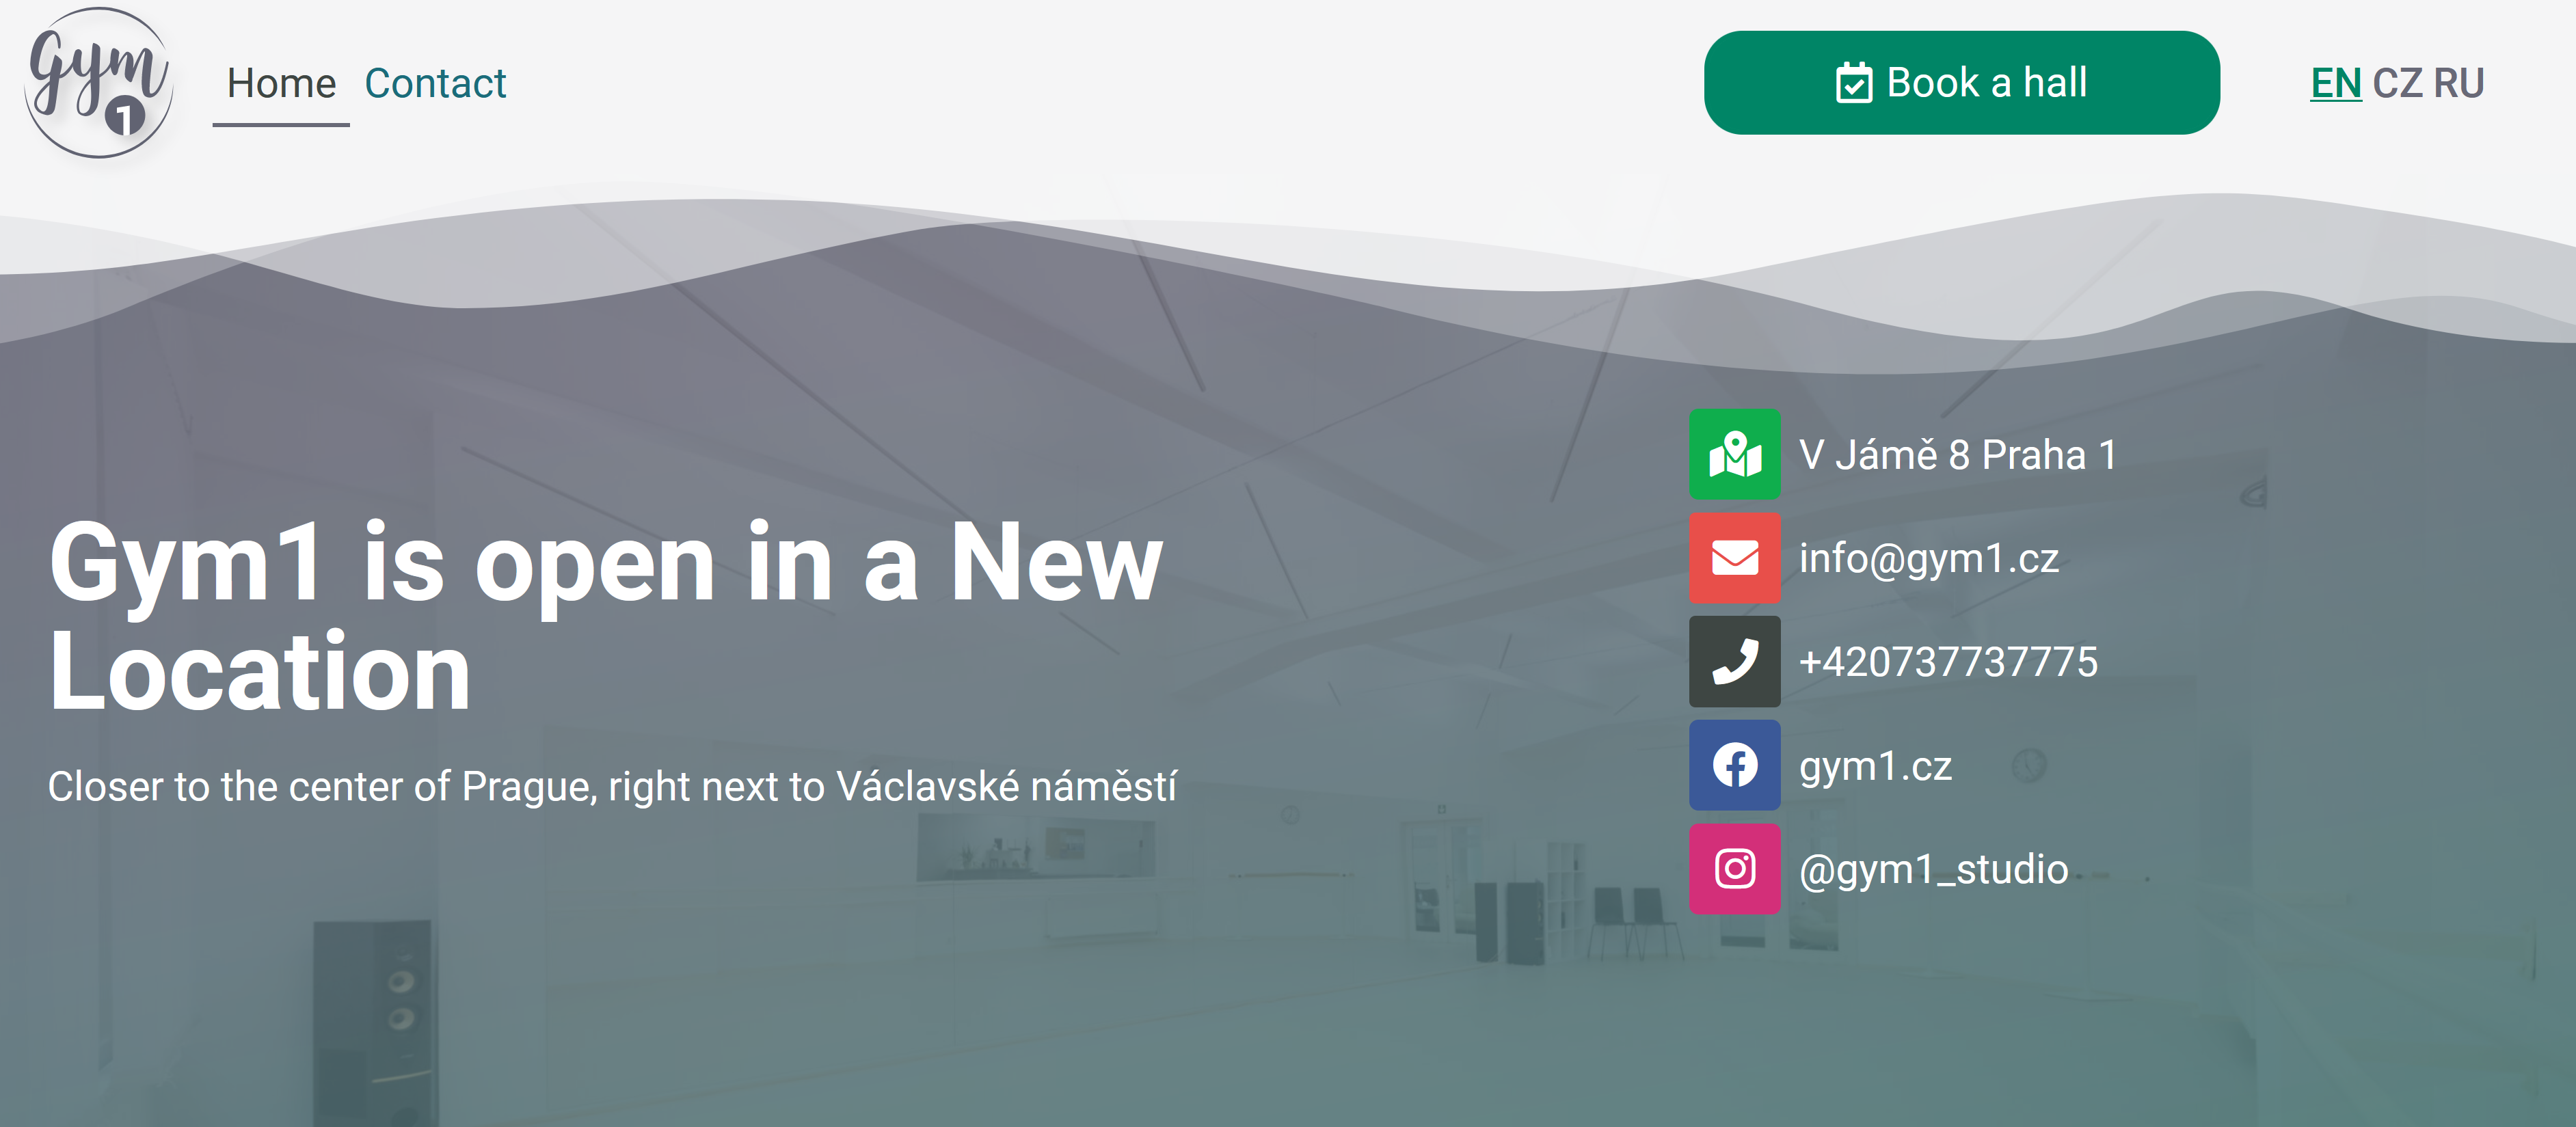 Gym
1
Home Contact
Book a hall
EN CZ RU
Gym1 is open in a New
Location
Closer to the center of Prague, right next to Václavské náměstí
V Jámě 8 Praha 1
info@gym1.cz
+420737737775
gym1.cz
@gym1_studio